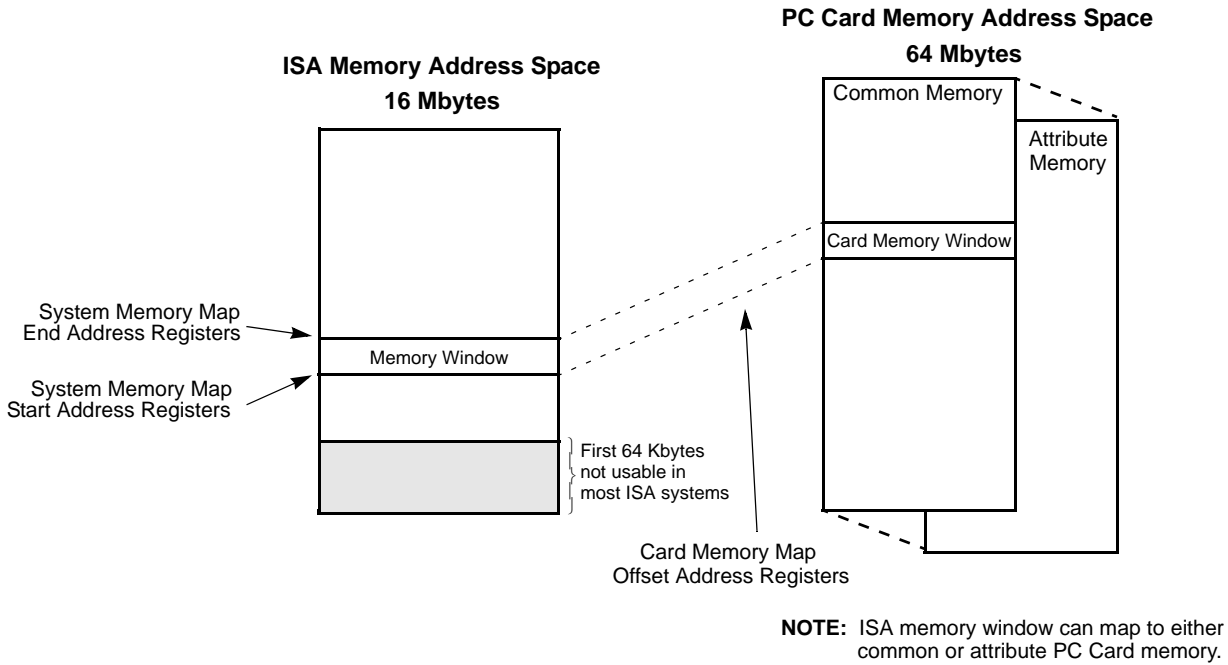 PC Card Memory Address Space
64 Mbytes
ISA Memory Address Space
16 Mbytes
Common Memory
Attribute
Memory
Card Memory Window
System Memory Map
End Address Registers
Memory Window
System Memory Map
Start Address Registers
First 64 Kbytes
not usable in
most ISA systems
Card Memory Map
Offset Address Registers
NOTE: ISA memory window can map to either
common or attribute PC Card memory.